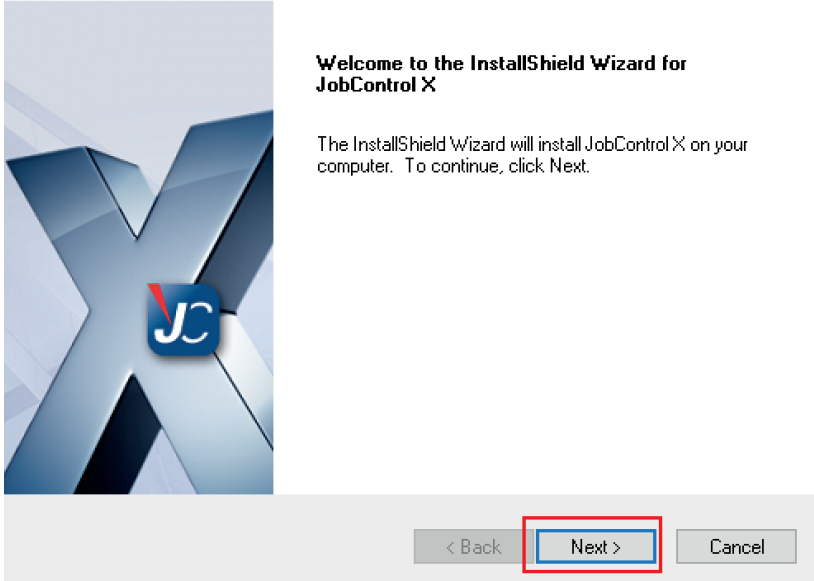 Welcome to the InstallShield Wizard for
JobControl X
The InstallShield Wizard will install JobControl X on your
computer. To continue, click Next.
JC
< Back
Next >
Cancel